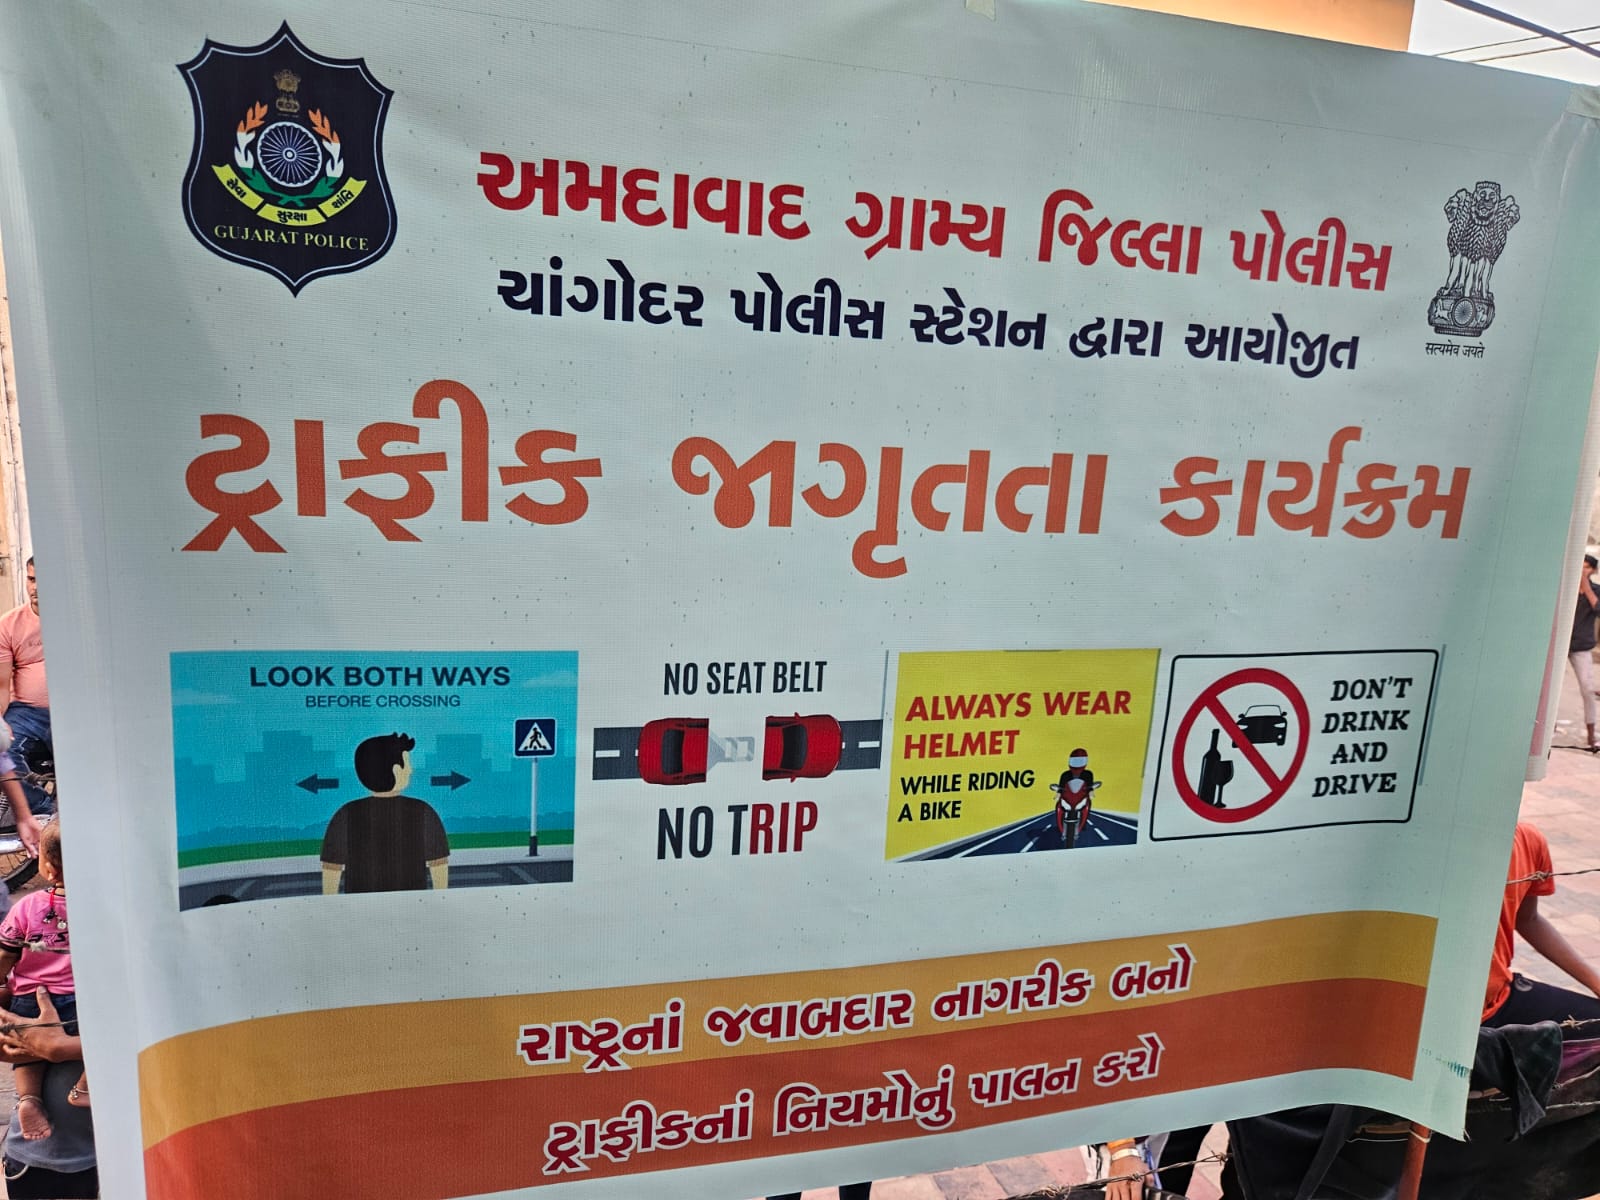 સેવા
સુરક્ષા
શાંતિ
GUJARAT POLICE
અમદાવાદ ગ્રામ્ય જિલ્લા પોલીસ
ચાંગોદર પોલીસ સ્ટેશન દ્વારા આયોજીત
सत्यमेव जयते
ટ્રાફીક જાગૃતતા કાર્યક્રમ
LOOK BOTH WAYS
BEFORE CROSSING
NO SEAT BELT
NO TRIP
ALWAYS WEAR
HELMET
WHILE RIDING
A BIKE
DON'T
DRINK
AND
DRIVE
રાષ્ટ્રનાં જવાબદાર નાગરીક બનો
ટ્રાફીકનાં નિયમોનું પાલન કરો